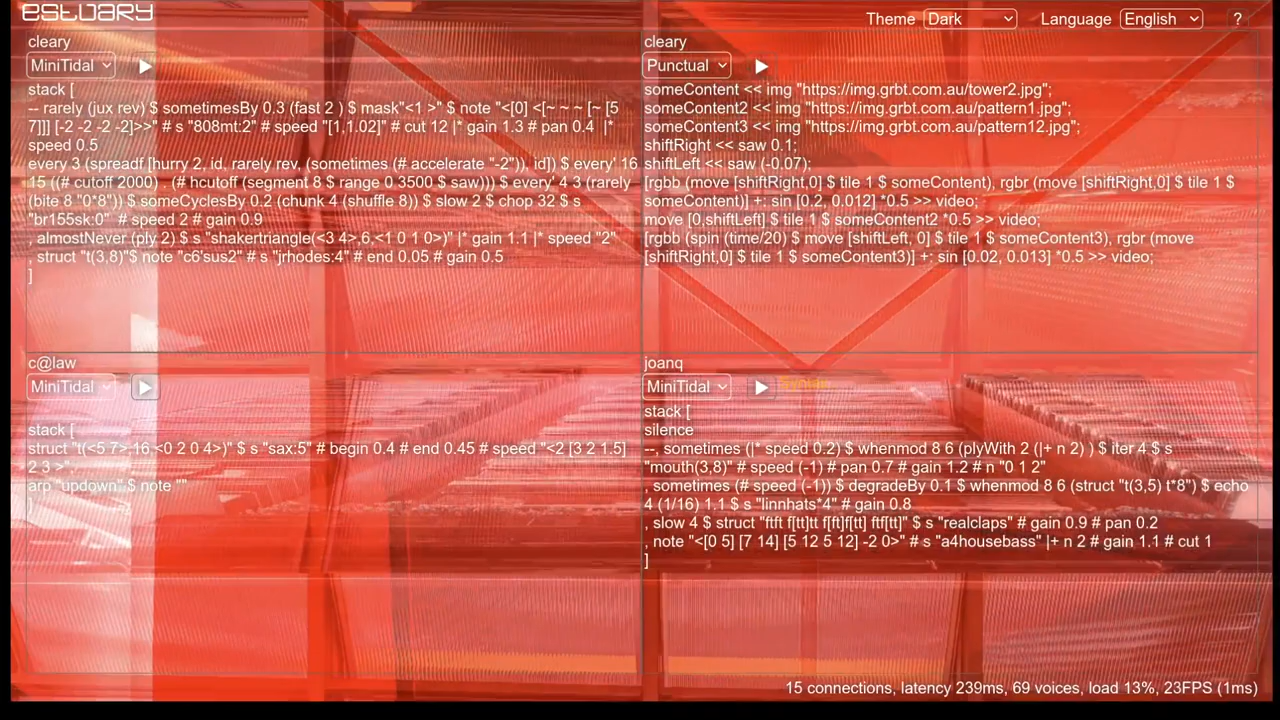 estuary
Theme Dark Language English ?
cleary
MiniTidal
stack [
-- rarely (jux rev) $ sometimesBy 0.3 (fast 2 ) $ mask"<1 >" $ note "<[0] <[~ ~ ~ [~ [5
7]]] [-2 -2 -2 -2]>>" # s "808mt:2" # speed "[1,1.02]" # cut 12 |* gain 1.3 # pan 0.4 |*
speed 0.5
every 3 (spreadf [hurry 2, id, rarely rev, (sometimes (# accelerate "-2")), id]) $ every' 16
15 ((# cutoff 2000) . (# hcutoff (segment 8 $ range 0 3500 $ saw))) $ every' 4 3 (rarely
(bite 8 "0*8")) $ someCyclesBy 0.2 (chunk 4 (shuffle 8)) $ slow 2 $ chop 32 $ s
"br155sk:0" # speed 2 # gain 0.9
, almostNever (ply 2) $ s "shakertriangle(<3 4>,6,<1 0 1 0>)" |* gain 1.1 |* speed "2"
, struct "t(3,8)"$ note "c6'sus2" # s "jrhodes:4" # end 0.05 # gain 0.5
]
cleary
Punctual
someContent << img "https://img.grbt.com.au/tower2.jpg";
someContent2 << img "https://img.grbt.com.au/pattern1.jpg";
someContent3 << img "https://img.grbt.com.au/pattern12.jpg";
shiftRight << saw 0.1;
shiftLeft << saw (-0.07);
[rgbb (move [shiftRight,0] $ tile 1 $ someContent), rgbr (move [shiftRight,0] $ tile 1 $
someContent)] +: sin [0.2, 0.012] *0.5 >> video;
move [0,shiftLeft] $ tile 1 $ someContent2 *0.5 >> video;
[rgbb (spin (time/20) $ move [shiftLeft, 0] $ tile 1 $ someContent3), rgbr (move
[shiftRight,0] $ tile 1 $ someContent3)] +: sin [0.02, 0.013] *0.5 >> video;
c@law
MiniTidal
stack [
struct "t(<5 7>,16,<0 2 0 4>)" $ s "sax:5" # begin 0.4 # end 0.45 # speed "<2 [3 2 1.5]
2 3 >",
arp "updown" $ note ""
]
joanq
MiniTidal
stack [
silence
--, sometimes (|* speed 0.2) $ whenmod 8 6 (plyWith 2 (|+ n 2) ) $ iter 4 $ s
"mouth(3,8)" # speed (-1) # pan 0.7 # gain 1.2 # n "0 1 2"
, sometimes (# speed (-1)) $ degradeBy 0.1 $ whenmod 8 6 (struct "t(3,5) t*8") $ echo
4 (1/16) 1.1 $ s "linnhats*4" # gain 0.8
, slow 4 $ struct "ftft f[tt]tt f[ft]f[tt] ftf[tt]" $ s "realclaps" # gain 0.9 # pan 0.2
, note "<[0 5] [7 14] [5 12 5 12] -2 0>" # s "a4housebass" |+ n 2 # gain 1.1 # cut 1
]
15 connections, latency 239ms, 69 voices, load 13%, 23FPS (1ms)